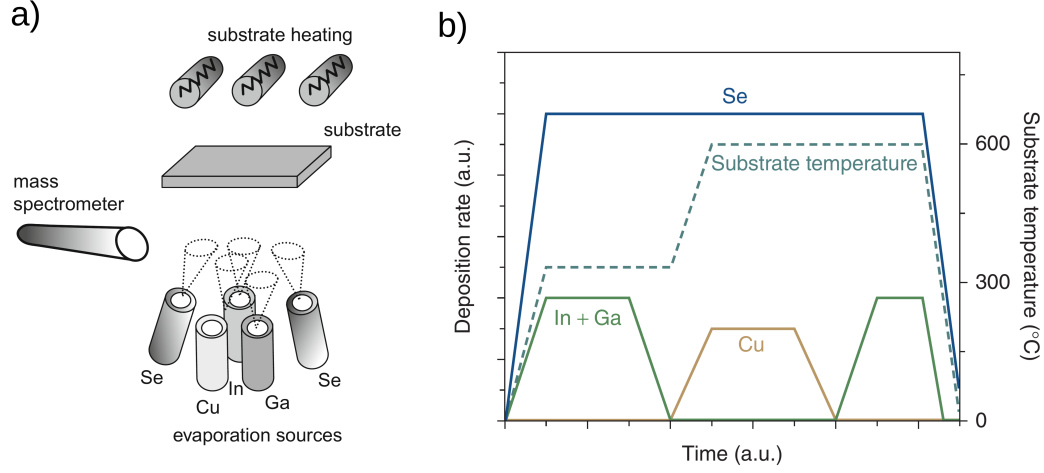 a)
substrate heating
substrate
mass
spectrometer
Se
Cu
In
Ga
Se
evaporation sources
b)
Deposition rate (a.u.)
Se
Substrate temperature
In + Ga
Cu
600
300
0
Substrate temperature (°C)
Time (a.u.)